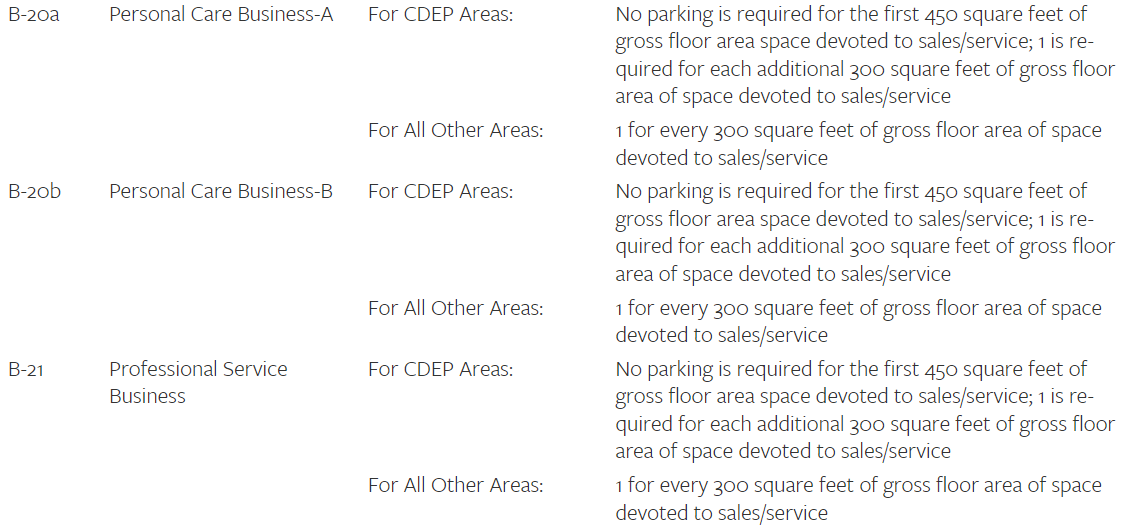 B-20a Personal Care Business-A For CDEP Areas: No parking is required for the first 450 square feet of
gross floor area space devoted to sales/service; 1 is re-
quired for each additional 300 square feet of gross floor
area of space devoted to sales/service
For All Other Areas: 1 for every 300 square feet of gross floor area of space
devoted to sales/service
B-20b Personal Care Business-B For CDEP Areas: No parking is required for the first 450 square feet of
gross floor area space devoted to sales/service; 1 is re-
quired for each additional 300 square feet of gross floor
area of space devoted to sales/service
For All Other Areas: 1 for every 300 square feet of gross floor area of space
devoted to sales/service
B-21 Professional Service For CDEP Areas: No parking is required for the first 450 square feet of
Business gross floor area space devoted to sales/service; 1 is re-
quired for each additional 300 square feet of gross floor
area of space devoted to sales/service
For All Other Areas: 1 for every 300 square feet of gross floor area of space
devoted to sales/service